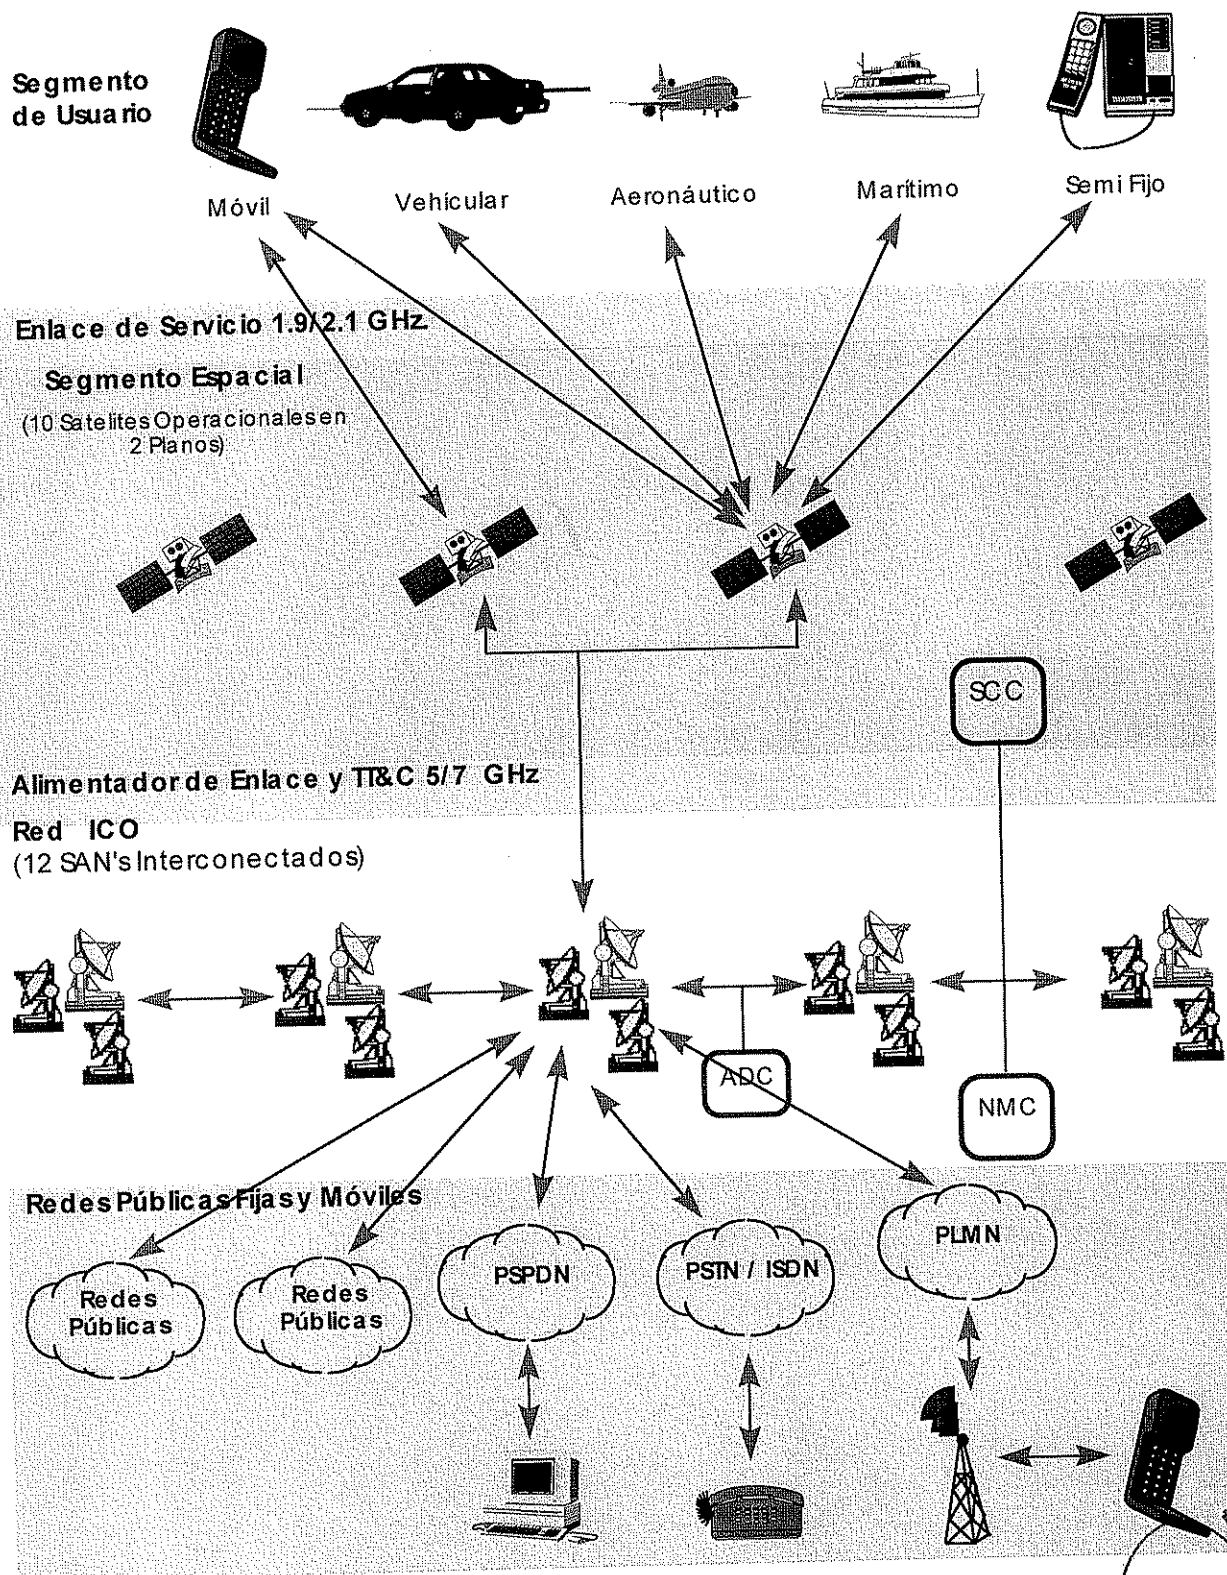 Segmento
de Usuario
Móvil
Vehícular
Aeronáutico
Marítimo
Semi Fijo
Enlace de Servicio 1.9/2.1 GHz.
Segmento Espacial
(10 Satelites Operacionales en
2 Planos)
SCC
Alimentador de Enlace y TT&C 5/7 GHz
Red ICO
(12 SAN's Interconectados)
ADC
NMC
Redes Públicas Fijas y Móviles
Redes
Públicas
Redes
Públicas
PSPDN
PSTN / ISDN
PLMN